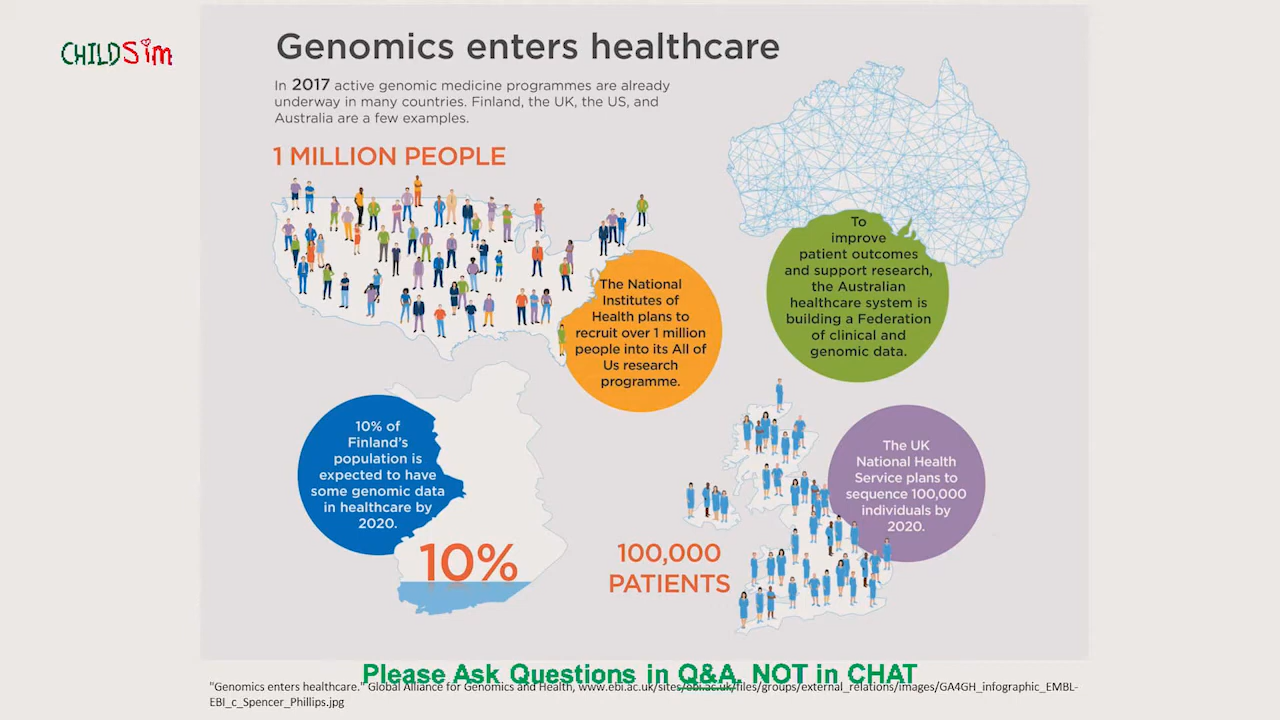 CHILDSim
Genomics enters healthcare
In 2017 active genomic medicine programmes are already
underway in many countries. Finland, the UK, the US, and
Australia are a few examples.
1 MILLION PEOPLE
The National
Institutes of
Health plans to
recruit over 1 million
people into its All of
Us research
programme.
To
improve
patient outcomes
and support research,
the Australian
healthcare system is
building a Federation
of clinical and
genomic data.
10% of
Finland's
population is
expected to have
some genomic data
in healthcare by
2020.
10%
100,000
PATIENTS
The UK
National Health
Service plans to
sequence 100,000
individuals by
2020.
Please Ask Questions in Q&A. NOT in CHAT
"Genomics enters healthcare." Global Alliance for Genomics and Health, www.ebi.ac.uk/sites/ebi.ac.uk/files/groups/external_relations/images/GA4GH_infographic_EMBL-
EBI_c_Spencer_Phillips.jpg